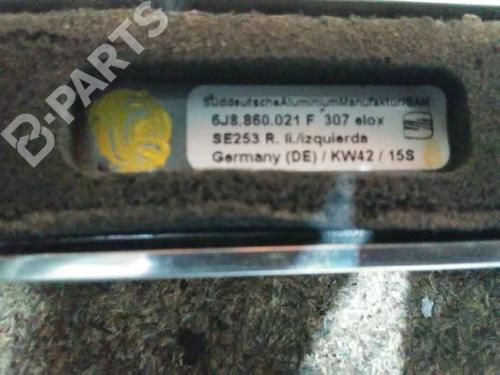 B-PARTS
SüddeutscheAluminiumManufaktur/SAM
6J8.860.021 F 307 elox
SE253 R. li./izquierda
Germany (DE) / KW42 / 15S